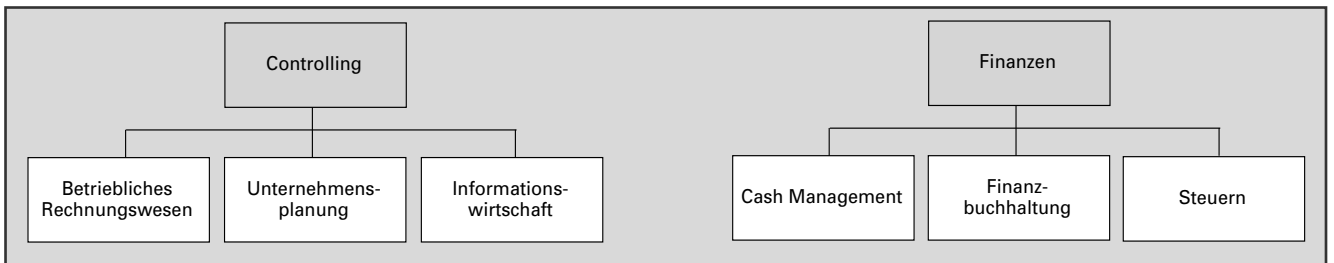 Controlling
Finanzen
Betriebliches
Rechnungswesen
Unternehmens-
planung
Informations-
wirtschaft
Cash Management
Finanz-
buchhaltung
Steuern